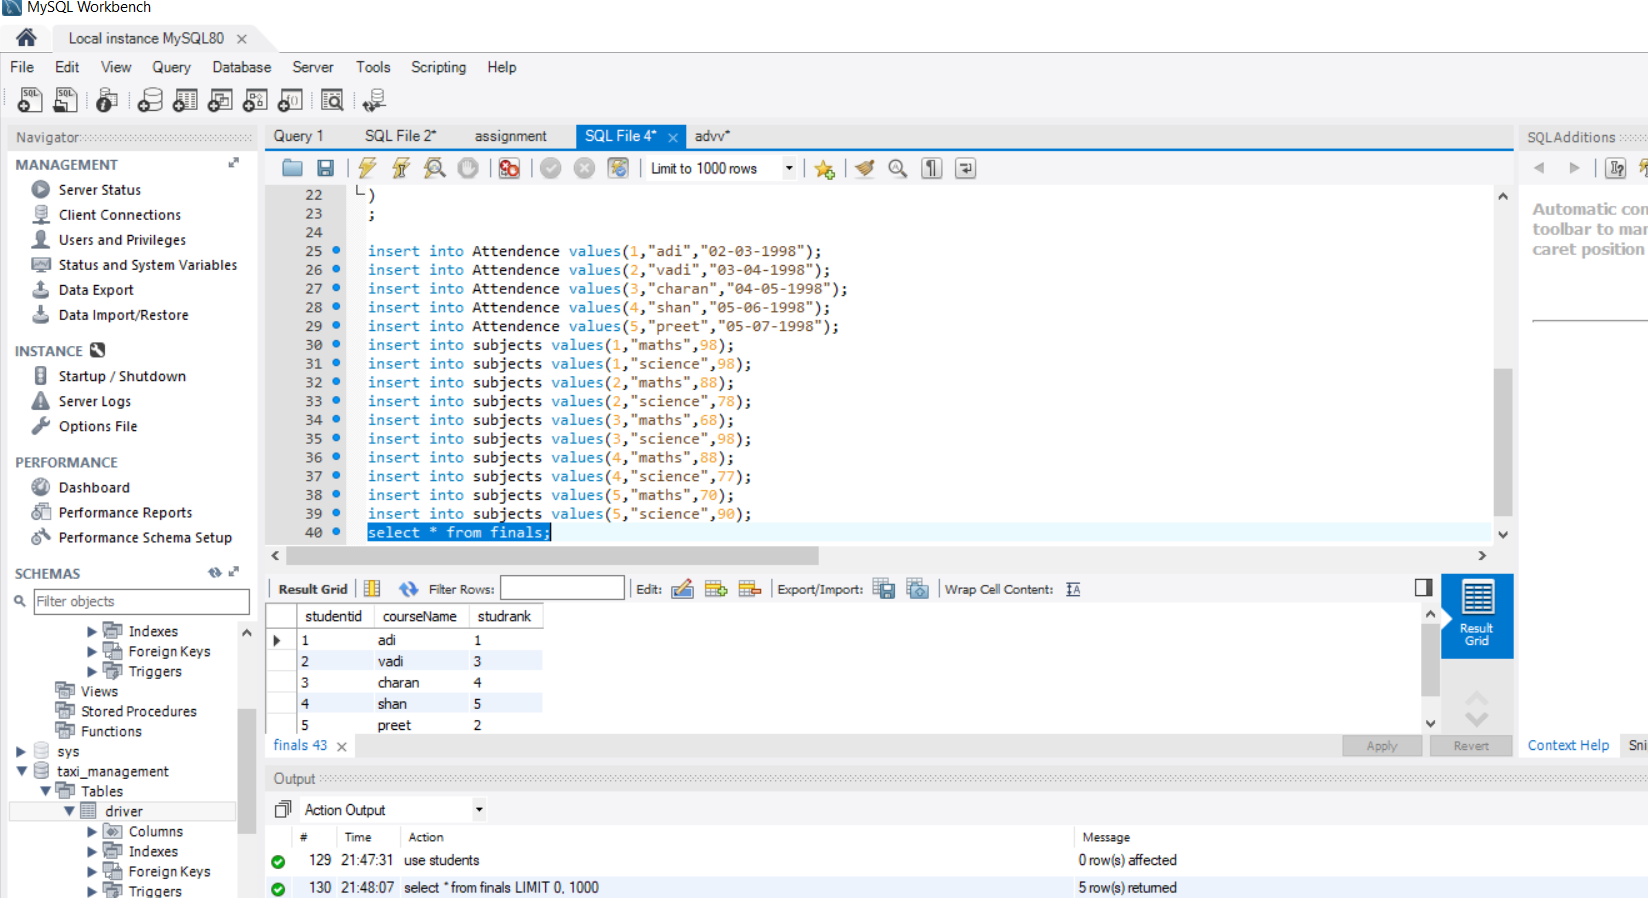 MySQL Workbench
Local instance MySQL80
File Edit View Query Database Server Tools Scripting Help
Navigator
MANAGEMENT
Server Status
Client Connections
Users and Privileges
Status and System Variables
Data Export
Data Import/Restore
INSTANCE
Startup / Shutdown
Server Logs
Options File
PERFORMANCE
Dashboard
Performance Reports
Performance Schema Setup
SCHEMAS
Filter objects
Indexes
Foreign Keys
Triggers
Views
Stored Procedures
Functions
sys
taxi_management
Tables
driver
Columns
Indexes
Foreign Keys
Triggers
Query 1 SQL File 2* assignment SQL File 4* advv*
Limit to 1000 rows
22 )
23 ;
24
25 insert into Attendence values(1,"adi","02-03-1998");
26 insert into Attendence values(2,"vadi","03-04-1998");
27 insert into Attendence values(3,"charan","04-05-1998");
28 insert into Attendence values(4,"shan","05-06-1998");
29 insert into Attendence values(5,"preet","05-07-1998");
30 insert into subjects values(1,"maths",98);
31 insert into subjects values(1,"science",98);
32 insert into subjects values(2,"maths",88);
33 insert into subjects values(2,"science",78);
34 insert into subjects values(3,"maths",68);
35 insert into subjects values(3,"science",98);
36 insert into subjects values(4,"maths",88);
37 insert into subjects values(4,"science",77);
38 insert into subjects values(5,"maths",70);
39 insert into subjects values(5,"science",90);
40 select * from finals;
Result Grid Filter Rows: Edit: Export/Import: Wrap Cell Content:
studentid courseName studrank
1 adi 1
2 vadi 3
3 charan 4
4 shan 5
5 preet 2
Result
Grid
finals 43
Apply Revert
Output
Action Output
# Time Action Message
129 21:47:31 use students 0 row(s) affected
130 21:48:07 select * from finals LIMIT 0, 1000 5 row(s) returned
SQLAdditions
Automatic con
toolbar to mar
caret position
Context Help Sni